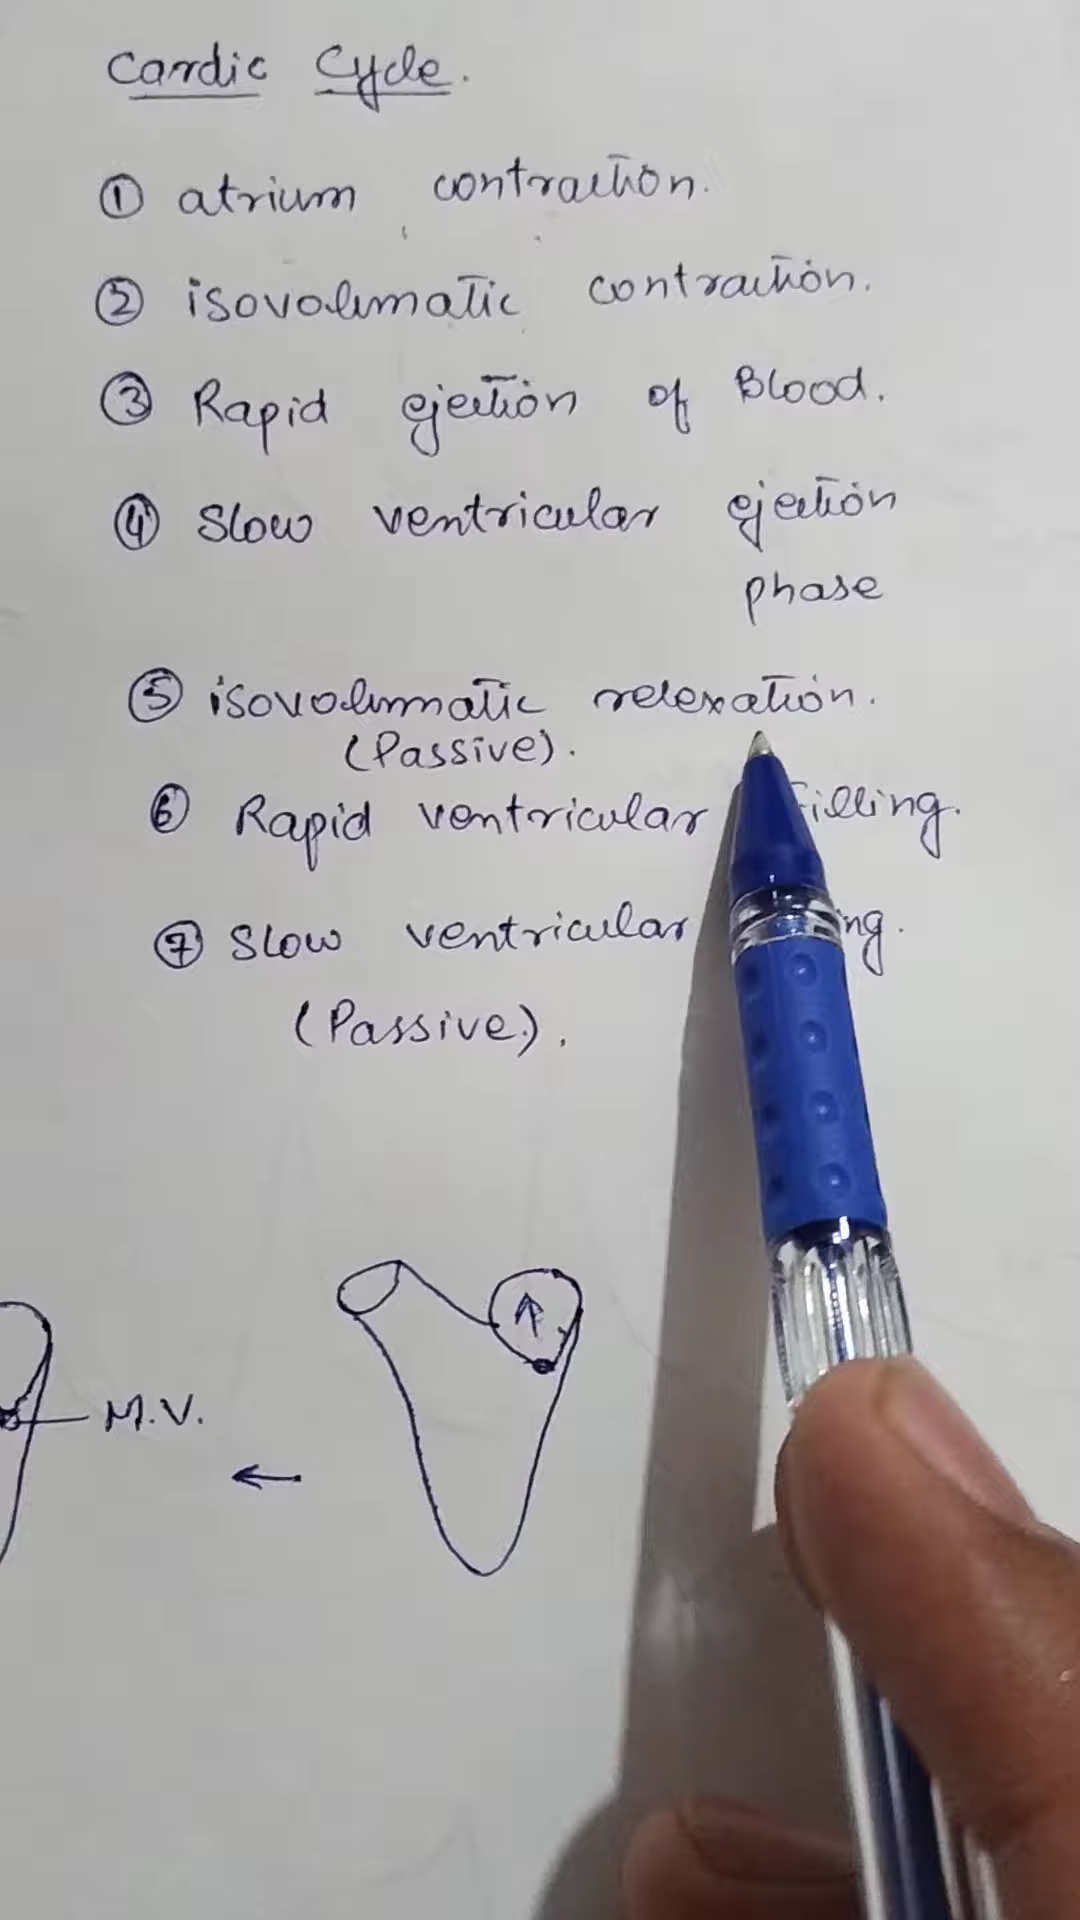 Cardic Cycle.
① atrium contraction.
② isovolumatic contraction.
③ Rapid ejection of Blood.
④ Slow ventricular ejection
phase
⑤ isovolumatic relexation.
(Passive).
⑥ Rapid ventricular filling.
⑦ Slow ventricular
(Passive).
M.V.